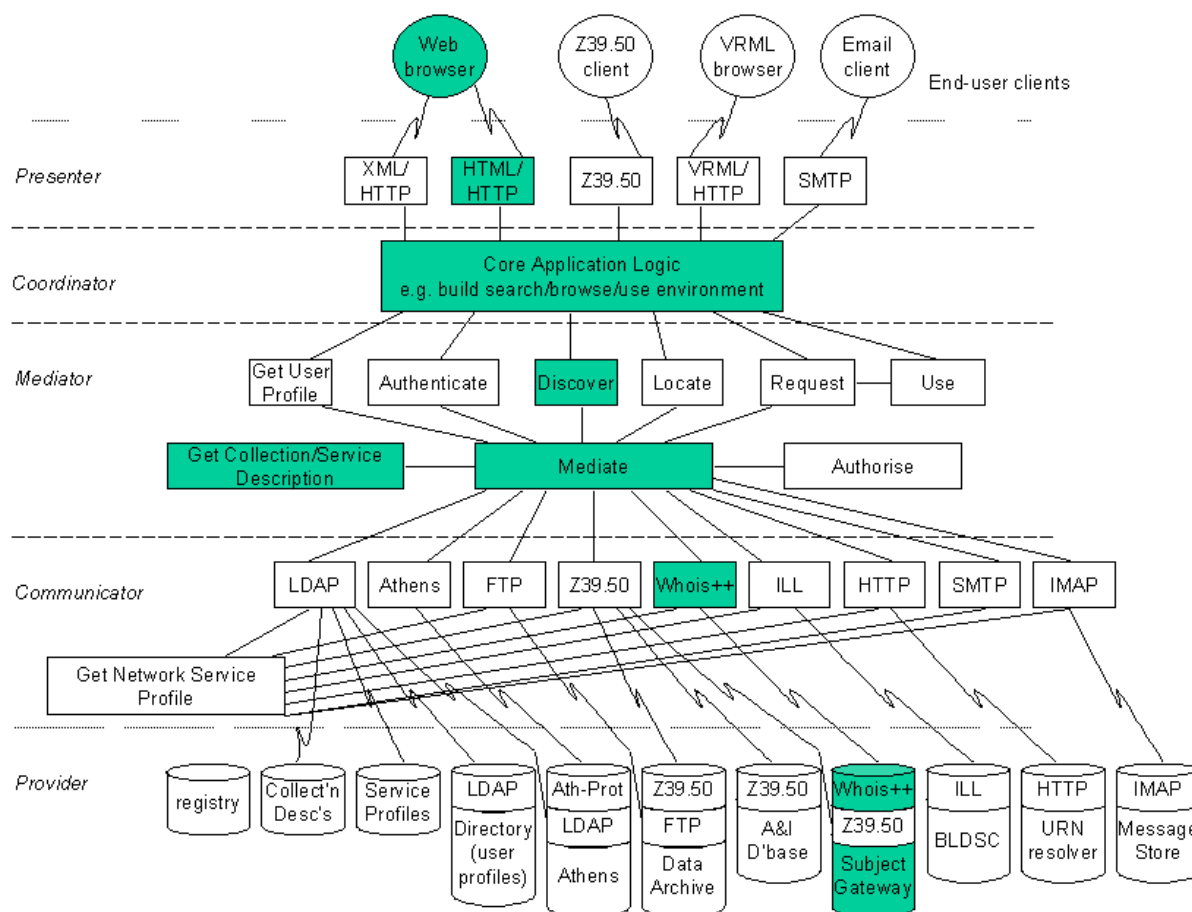 Web
browser
Z39.50
client
VRML
browser
Email
client
End-user clients
Presenter
XML/
HTTP
HTML/
HTTP
Z39.50
VRML/
HTTP
SMTP
Coordinator
Core Application Logic
e.g. build search/browse/use environment
Mediator
Get User
Profile
Authenticate
Discover
Locate
Request
Use
Get Collection/Service
Description
Mediate
Authorise
Communicator
LDAP
Athens
FTP
Z39.50
Whois++
ILL
HTTP
SMTP
IMAP
Get Network Service
Profile
Provider
registry
Collect'n
Desc's
Service
Profiles
LDAP
Directory
(user
profiles)
Ath-Prot
LDAP
Athens
Z39.50
FTP
Data
Archive
Z39.50
A&I
D'base
Whois++
Z39.50
Subject
Gateway
ILL
BLDSC
HTTP
URN
resolver
IMAP
Message
Store